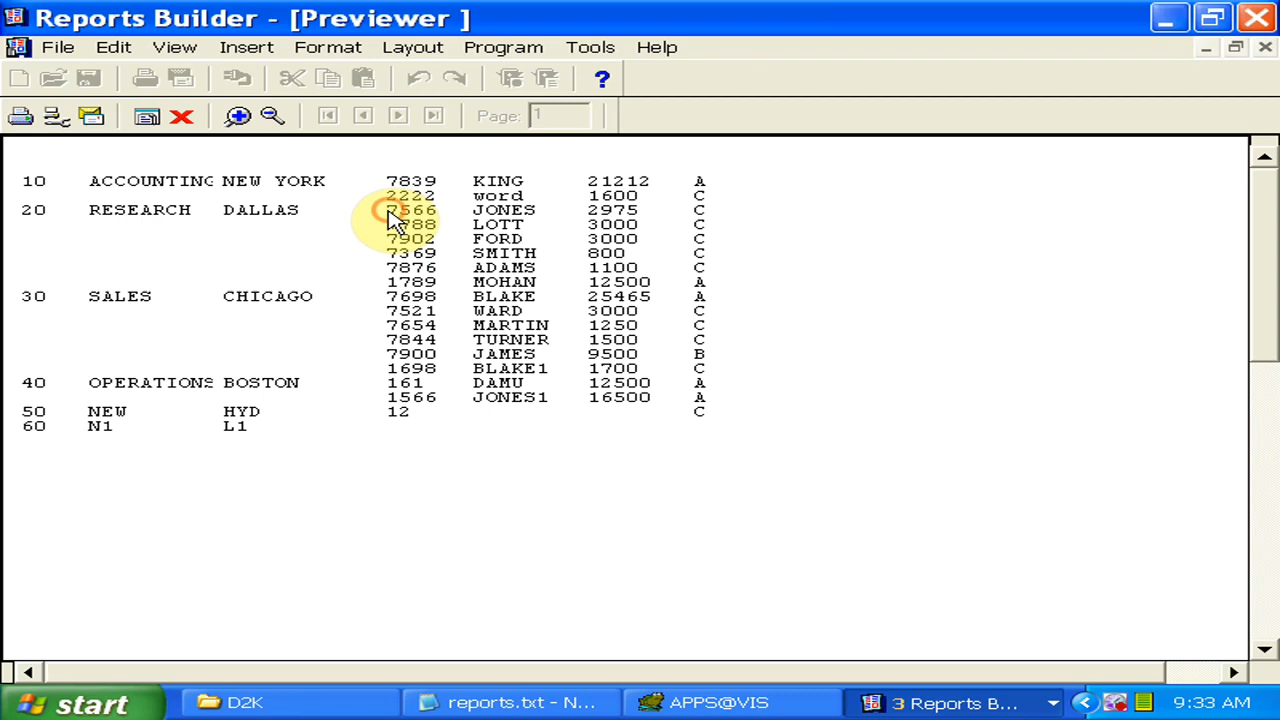 Reports Builder - [Previewer ]
File Edit View Insert Format Layout Program Tools Help
Page: 1
10 ACCOUNTING NEW YORK 7839 KING 21212 A
2222 word 1600 C
20 RESEARCH DALLAS 7566 JONES 2975 C
788 LOTT 3000 C
7902 FORD 3000 C
7369 SMITH 800 C
7876 ADAMS 1100 C
1789 MOHAN 12500 A
30 SALES CHICAGO 7698 BLAKE 25465 A
7521 WARD 3000 C
7654 MARTIN 1250 C
7844 TURNER 1500 C
7900 JAMES 9500 B
1698 BLAKE1 1700 C
40 OPERATIONS BOSTON 161 DAMU 12500 A
1566 JONES1 16500 A
50 NEW HYD 12 C
60 N1 L1
start D2K reports.txt - N... APPS@VIS 3 Reports B... 9:33 AM